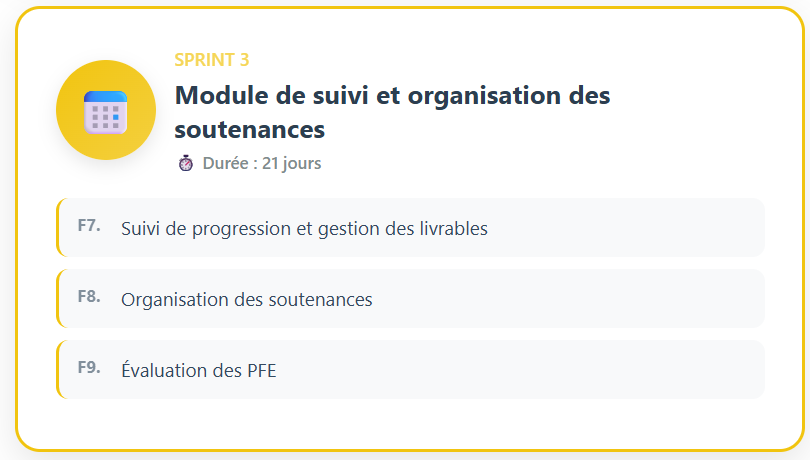 SPRINT 3
Module de suivi et organisation des
soutenances
Durée : 21 jours
F7. Suivi de progression et gestion des livrables
F8. Organisation des soutenances
F9. Évaluation des PFE